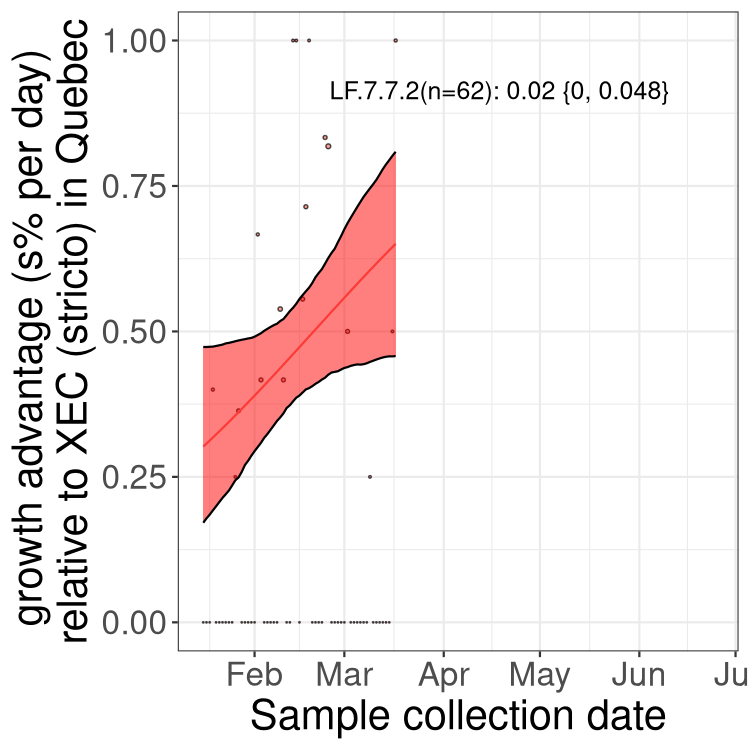 growth advantage (s% per day)
relative to XEC (stricto) in Quebec
1.00
0.75
0.50
0.25
0.00
LF.7.7.2(n=62): 0.02 {0, 0.048}
Feb Mar Apr May Jun Ju
Sample collection date